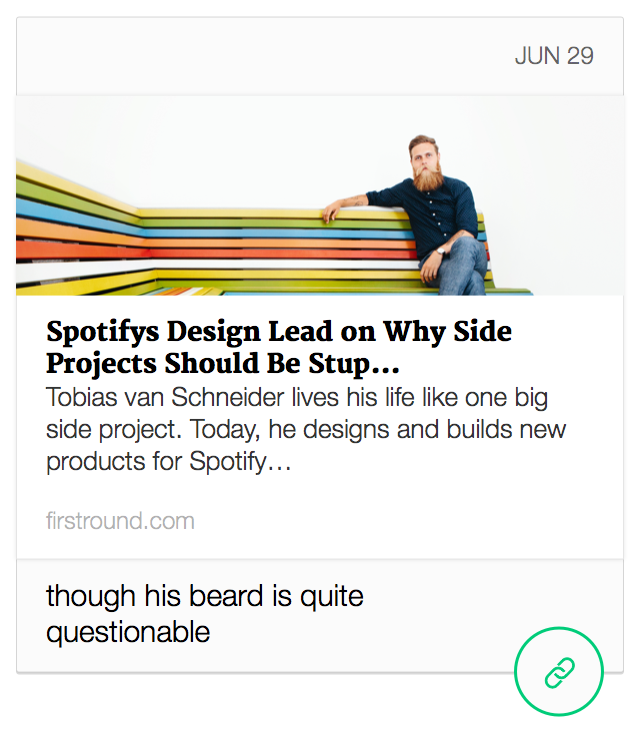 JUN 29
Spotifys Design Lead on Why Side
Projects Should Be Stup...
Tobias van Schneider lives his life like one big
side project. Today, he designs and builds new
products for Spotify...
firstround.com
though his beard is quite
questionable